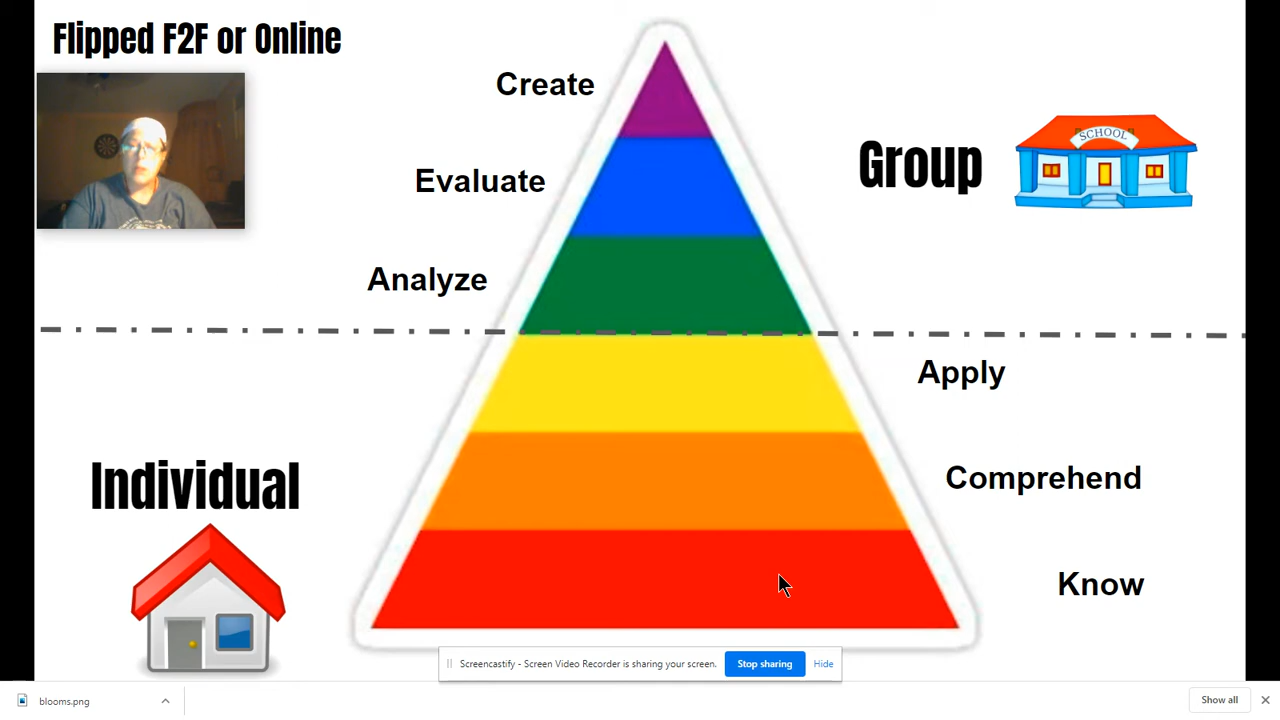 Flipped F2F or Online
Create
SCHOOL
Group
Evaluate
Analyze
Apply
Individual
Comprehend
Know
Screencastify - Screen Video Recorder is sharing your screen.
Stop sharing
Hide
blooms.png
Show all